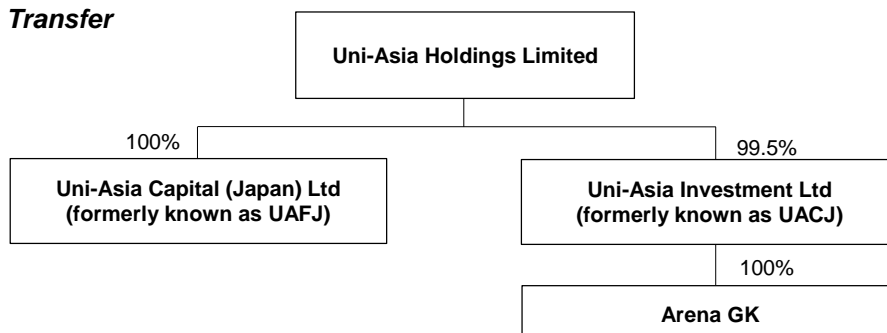 Transfer
Uni-Asia Holdings Limited
100%
99.5%
Uni-Asia Capital (Japan) Ltd
(formerly known as UAFJ)
Uni-Asia Investment Ltd
(formerly known as UACJ)
100%
Arena GK